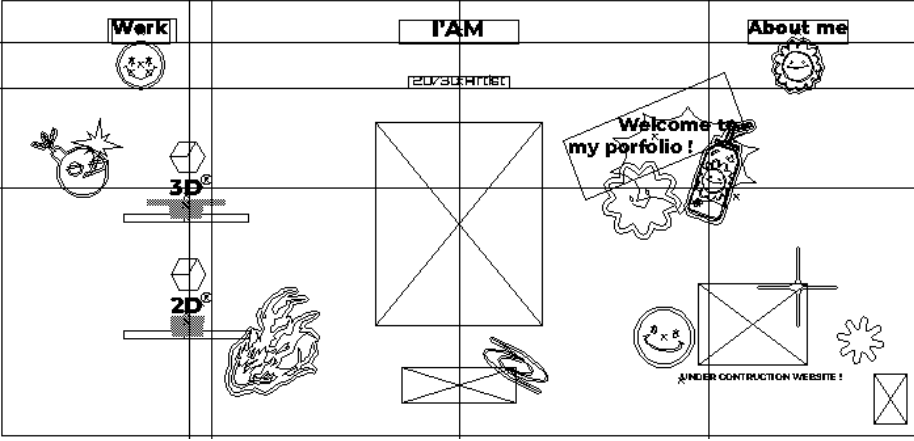 Work
I'AM
About me
2D/3D Artist
Welcome to
my porfolio !
3D
2D
UNDER CONTRUCTION WEBSITE !